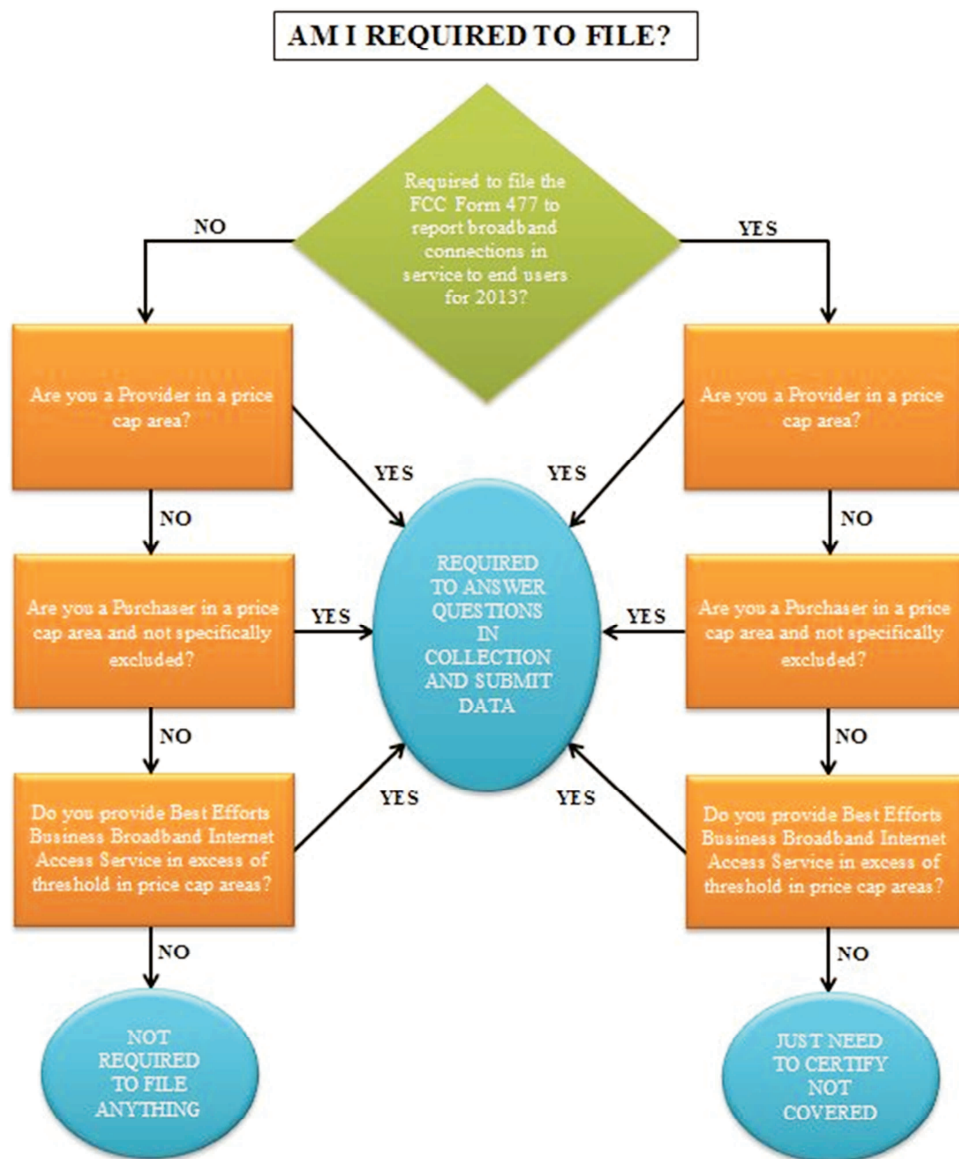 AM I REQUIRED TO FILE?
Required to file the
FCC Form 477 to
report broadband
connections in
service to end users
for 2013?
NO
YES
Are you a Provider in a price
cap area?
Are you a Provider in a price
cap area?
YES
YES
NO
NO
REQUIRED
TO ANSWER
QUESTIONS
IN
COLLECTION
AND SUBMIT
DATA
Are you a Purchaser in a price
cap area and not specifically
excluded?
YES
YES
Are you a Purchaser in a price
cap area and not specifically
excluded?
NO
NO
Do you provide Best Efforts
Business Broadband Internet
Access Service in excess of
threshold in price cap areas?
YES
YES
Do you provide Best Efforts
Business Broadband Internet
Access Service in excess of
threshold in price cap areas?
NO
NO
NOT
REQUIRED
TO FILE
ANYTHING
JUST NEED
TO CERTIFY
NOT
COVERED